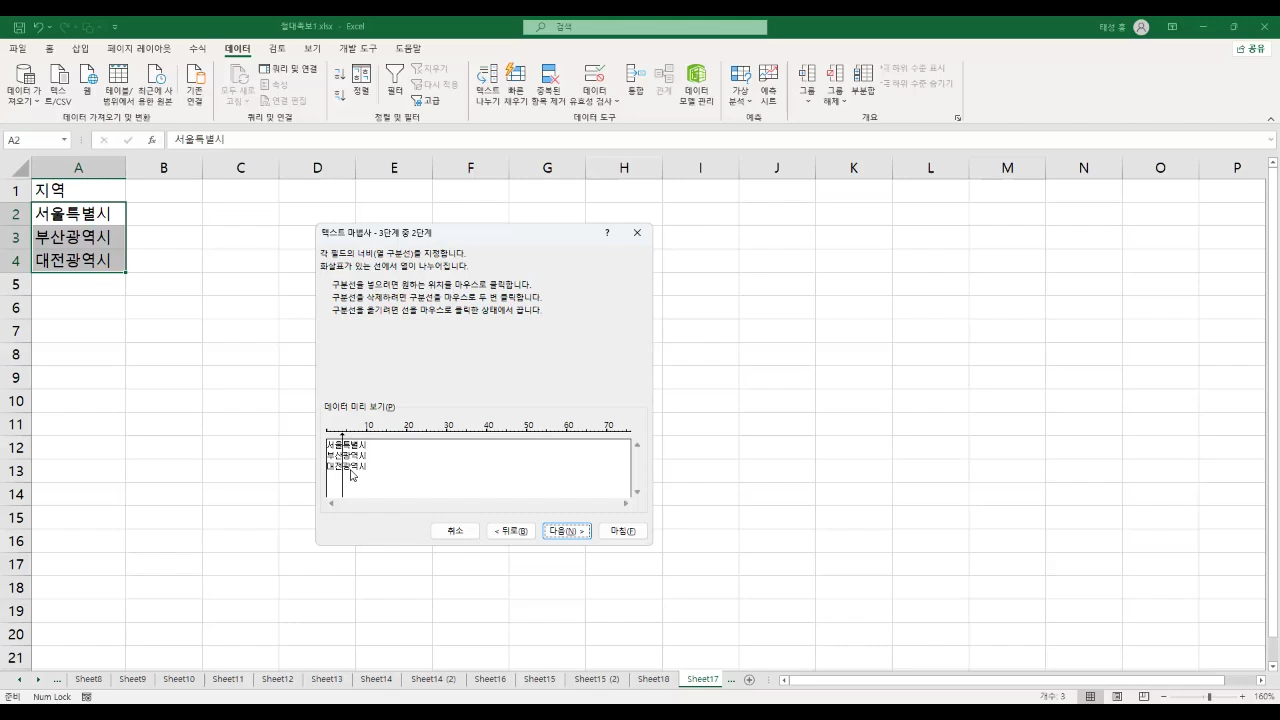 절대족보1.xlsx - Excel
검색
태성 홍
파일 홈 삽입 페이지 레이아웃 수식 데이터 검토 보기 개발 도구 도움말
공유
데이터 가져오기
텍스트/CSV
웹
테이블/범위에서
최근에 사용한 원본
기존 연결
데이터 가져오기 및 변환
모두 새로 고침
쿼리 및 연결
속성
연결 편집
쿼리 및 연결
정렬
필터
지우기
다시 적용
고급
정렬 및 필터
텍스트 나누기
빠른 채우기
중복된 항목 제거
데이터 유효성 검사
통합
관계
데이터 모델 관리
데이터 도구
가상 분석
예측 시트
예측
그룹
그룹 해제
부분합
하위 수준 표시
하위 수준 숨기기
개요
A2
fx
서울특별시
A B C D E F G H I J K L M N O P
1 지역
2 서울특별시
3 부산광역시
4 대전광역시
5
6
7
8
9
10
11
12
13
14
15
16
17
18
19
20
21
텍스트 마법사 - 3단계 중 2단계
?
각 필드의 너비(열 구분선)를 지정합니다.
화살표가 있는 선에서 열이 나누어집니다.
구분선을 넣으려면 원하는 위치를 마우스로 클릭합니다.
구분선을 삭제하려면 구분선을 마우스로 두 번 클릭합니다.
구분선을 옮기려면 선을 마우스로 클릭한 상태에서 끕니다.
데이터 미리 보기(P)
10 20 30 40 50 60 70
서울특별시
부산광역시
대전광역시
취소 < 뒤로(B) 다음(N) > 마침(F)
... Sheet8 Sheet9 Sheet10 Sheet11 Sheet12 Sheet13 Sheet14 Sheet14 (2) Sheet16 Sheet15 Sheet15 (2) Sheet18 Sheet17 ...
준비 Num Lock
개수: 3
160%